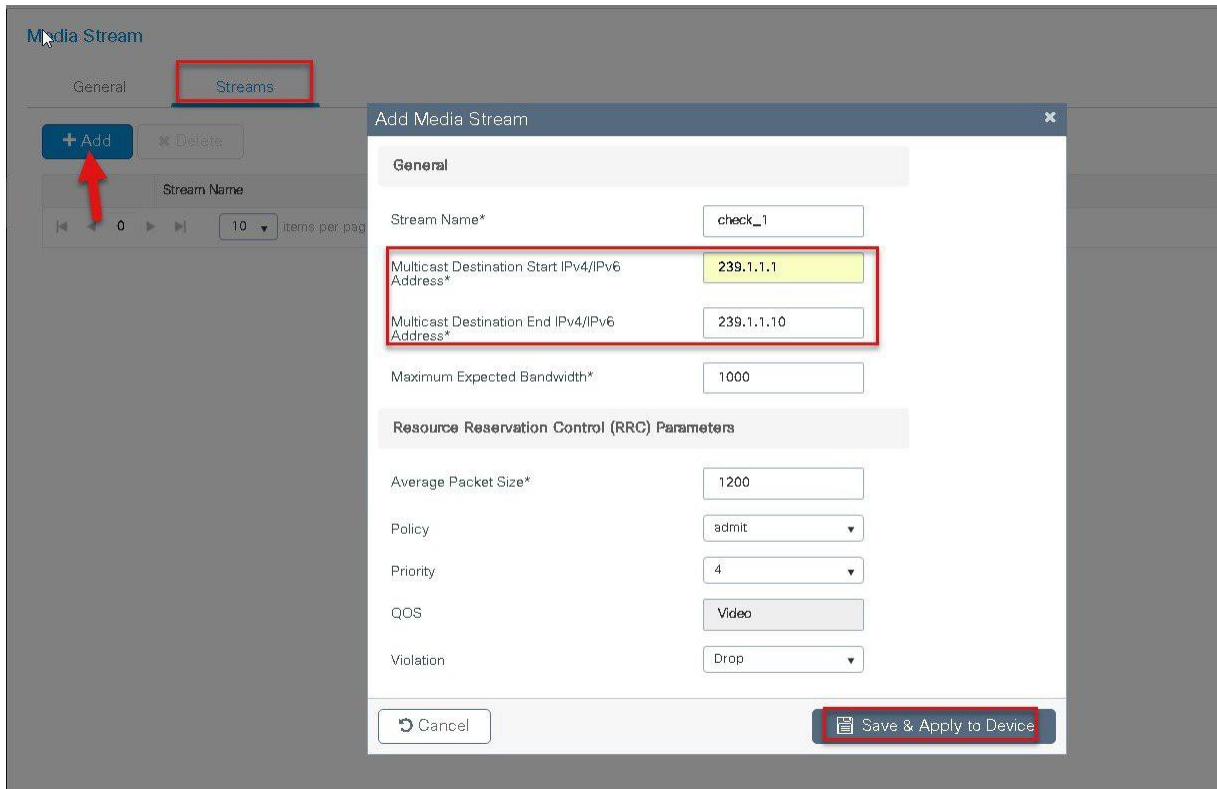 Media Stream
General Streams
+ Add ✖ Delete
Stream Name
0 10 items per pag
Add Media Stream ✖
General
Stream Name* check_1
Multicast Destination Start IPv4/IPv6 239.1.1.1
Address*
Multicast Destination End IPv4/IPv6 239.1.1.10
Address*
Maximum Expected Bandwidth* 1000
Resource Reservation Control (RRC) Parameters
Average Packet Size* 1200
Policy admit
Priority 4
QOS Video
Violation Drop
Cancel Save & Apply to Device